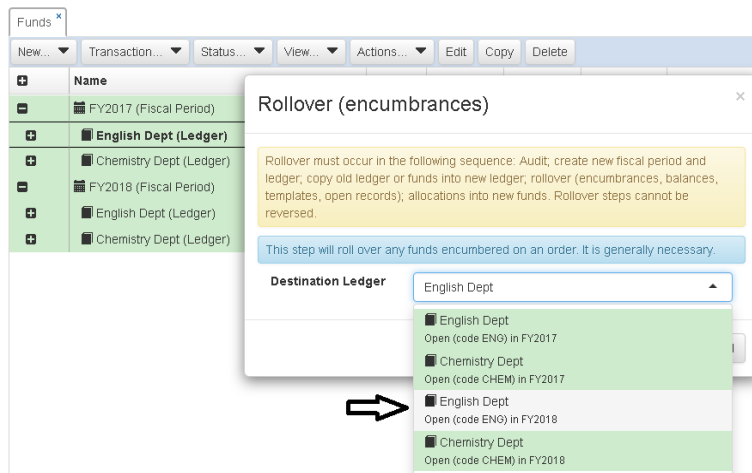 Funds ×
New... Transaction... Status... View... Actions... Edit Copy Delete
Name
FY2017 (Fiscal Period)
English Dept (Ledger)
Chemistry Dept (Ledger)
FY2018 (Fiscal Period)
English Dept (Ledger)
Chemistry Dept (Ledger)
Rollover (encumbrances) ×
Rollover must occur in the following sequence: Audit; create new fiscal period and
ledger; copy old ledger or funds into new ledger; rollover (encumbrances, balances,
templates, open records); allocations into new funds. Rollover steps cannot be
reversed.
This step will roll over any funds encumbered on an order. It is generally necessary.
Destination Ledger English Dept
English Dept
Open (code ENG) in FY2017
Chemistry Dept
Open (code CHEM) in FY2017
English Dept
Open (code ENG) in FY2018
Chemistry Dept
Open (code CHEM) in FY2018